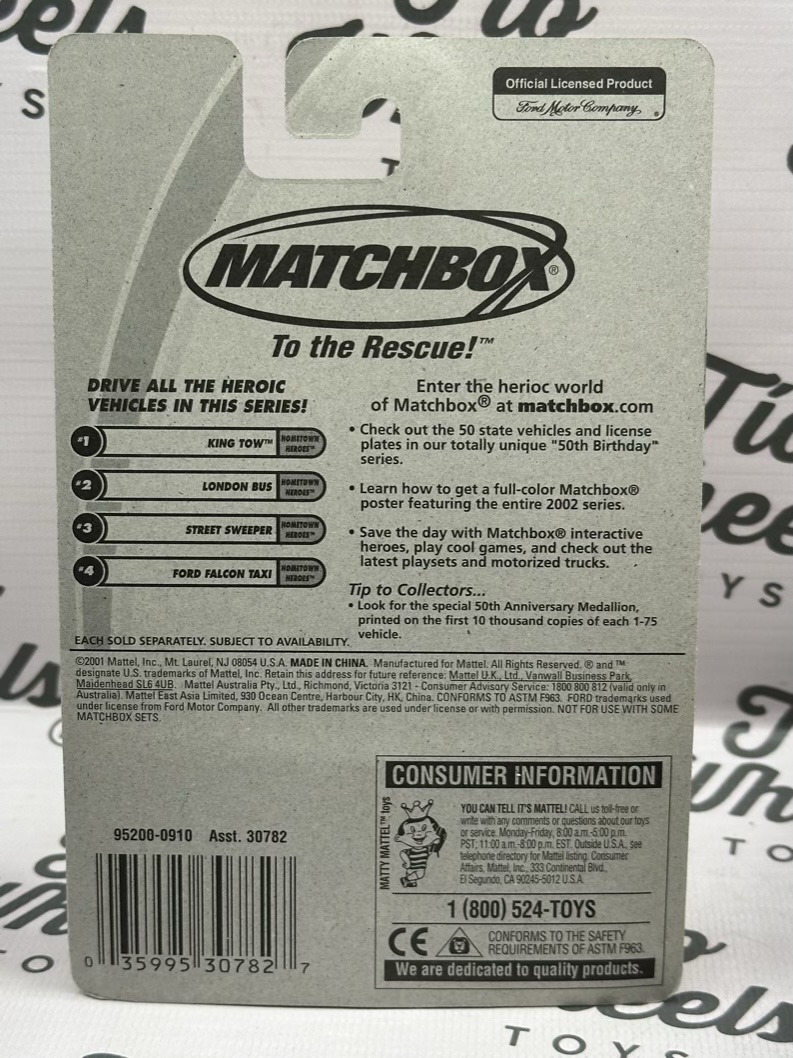 Official Licensed Product
Ford Motor Company
MATCHBOX®
To the Rescue!™
DRIVE ALL THE HEROIC
VEHICLES IN THIS SERIES!
#1 KING TOW™ HOMETOWN HEROES™
#2 LONDON BUS HOMETOWN HEROES™
#3 STREET SWEEPER HOMETOWN HEROES™
#4 FORD FALCON TAXI HOMETOWN HEROES™
EACH SOLD SEPARATELY. SUBJECT TO AVAILABILITY.
Enter the herioc world
of Matchbox® at matchbox.com
• Check out the 50 state vehicles and license
plates in our totally unique "50th Birthday"
series.
• Learn how to get a full-color Matchbox®
poster featuring the entire 2002 series.
• Save the day with Matchbox® interactive
heroes, play cool games, and check out the
latest playsets and motorized trucks.
Tip to Collectors...
• Look for the special 50th Anniversary Medallion,
printed on the first 10 thousand copies of each 1-75
vehicle.
©2001 Mattel, Inc., Mt. Laurel, NJ 08054 U.S.A. MADE IN CHINA. Manufactured for Mattel. All Rights Reserved. ® and ™
designate U.S. trademarks of Mattel, Inc. Retain this address for future reference: Mattel U.K., Ltd., Vanwall Business Park,
Maidenhead SL6 4UB. Mattel Australia Pty., Ltd., Richmond, Victoria 3121 - Consumer Advisory Service: 1800 800 812 (valid only in
Australia). Mattel East Asia Limited, 930 Ocean Centre, Harbour City, HK, China. CONFORMS TO ASTM F963. FORD trademarks used
under license from Ford Motor Company. All other trademarks are used under license or with permission. NOT FOR USE WITH SOME
MATCHBOX SETS.
95200-0910 Asst. 30782
0 35995 30782 7
CONSUMER INFORMATION
MATTY MATTEL™ toys
YOU CAN TELL IT'S MATTEL! CALL us toll-free or
write with any comments or questions about our toys
or service. Monday-Friday, 8:00 a.m.-5:00 p.m.
PST; 11:00 a.m.-8:00 p.m. EST. Outside U.S.A., see
telephone directory for Mattel listing. Consumer
Affairs, Mattel, Inc., 333 Continental Blvd.,
El Segundo, CA 90245-5012 U.S.A.
1 (800) 524-TOYS
CE
CONFORMS TO THE SAFETY
REQUIREMENTS OF ASTM F963.
We are dedicated to quality products.